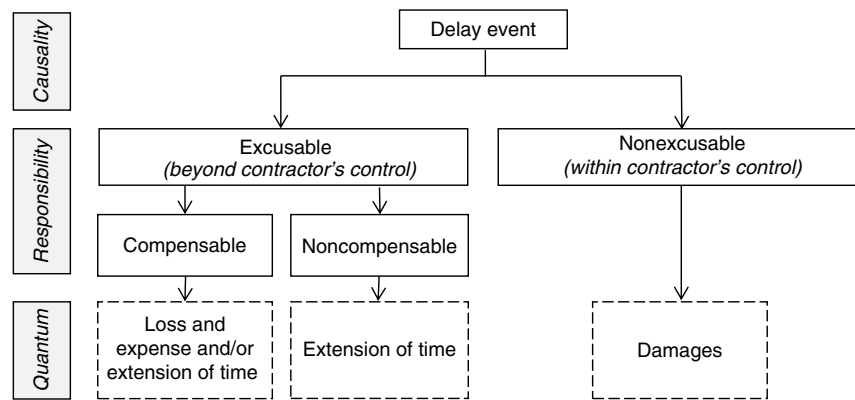 Causality
Delay event
Responsibility
Excusable
(beyond contractor's control)
Nonexcusable
(within contractor's control)
Compensable
Noncompensable
Quantum
Loss and
expense and/or
extension of time
Extension of time
Damages